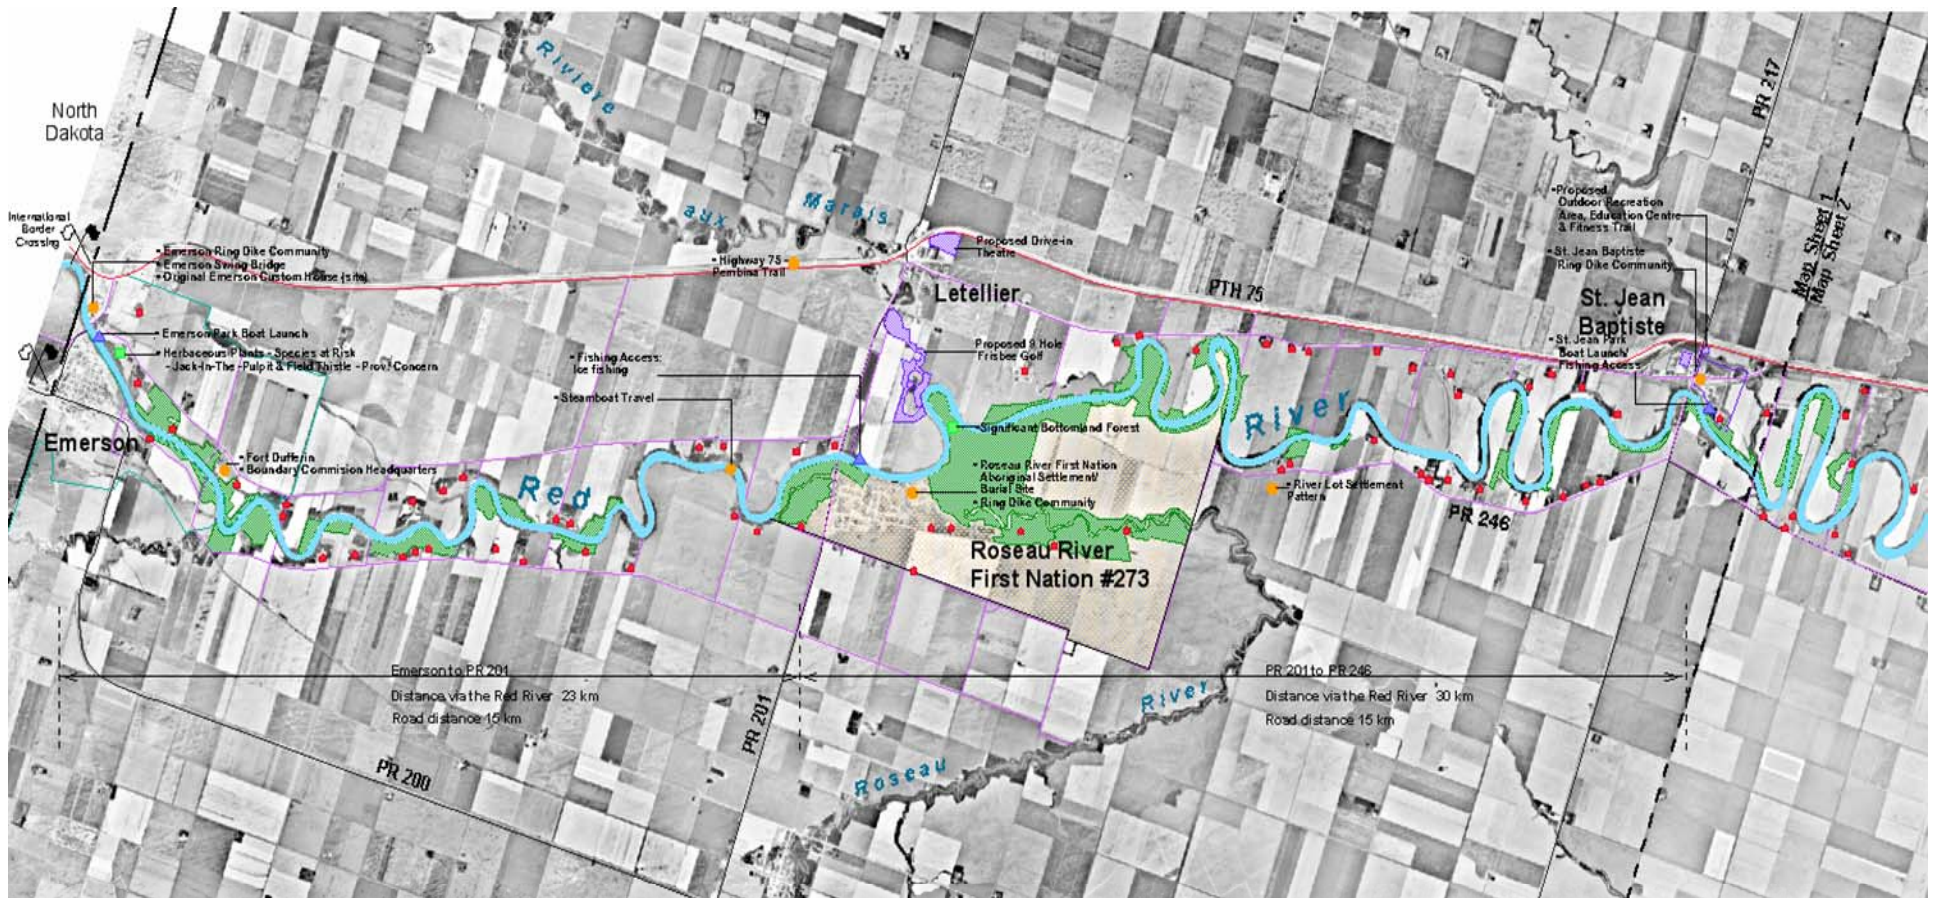 North
Dakota
Riviere
aux
Marais
PR 217
Map Sheet 1
Map Sheet 2
International
Border
Crossing
• Emerson Ring Dike Community
• Emerson Swing Bridge
• Original Emerson Custom House (site)
• Highway 75 -
Pembina Trail
Proposed Drive-in
Theatre
Letellier
PTH 75
• Proposed
Outdoor Recreation
Area, Education Centre
& Fitness Trail
• St. Jean Baptiste
Ring Dike Community
St. Jean
Baptiste
• St. Jean Park
Boat Launch/
Fishing Access
• Emerson Park Boat Launch
• Herbaceous Plants - Species at Risk
- Jack-In-The -Pulpit & Field Thistle - Prov. Concern
• Fishing Access:
Ice fishing
• Steamboat Travel
Proposed 9 Hole
Frisbee Golf
• Significant Bottomland Forest
River
Emerson
• Fort Dufferin
• Boundary Commision Headquarters
Red
• Roseau River First Nation
Aboriginal Settlement/
Burial Site
• Ring Dike Community
• River Lot Settlement
Pattern
PR 246
Roseau River
First Nation #273
Emerson to PR 201
Distance via the Red River 23 km
Road distance 15 km
PR 201 to PR 246
Distance via the Red River 30 km
Road distance 15 km
PR 201
PR 200
Roseau
River